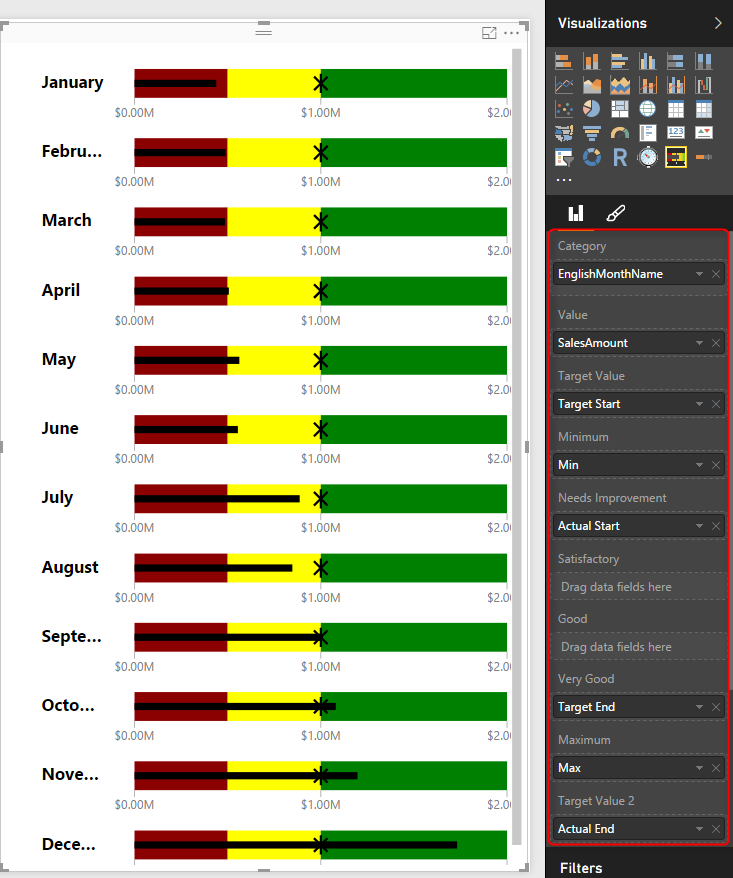 January
$0.00M $1.00M $2.0
Febru...
$0.00M $1.00M $2.0
March
$0.00M $1.00M $2.0
April
$0.00M $1.00M $2.0
May
$0.00M $1.00M $2.0
June
$0.00M $1.00M $2.0
July
$0.00M $1.00M $2.0
August
$0.00M $1.00M $2.0
Septe...
$0.00M $1.00M $2.0
Octo...
$0.00M $1.00M $2.0
Nove...
$0.00M $1.00M $2.0
Dece...
Visualizations
123
R
Category
EnglishMonthName
Value
SalesAmount
Target Value
Target Start
Minimum
Min
Needs Improvement
Actual Start
Satisfactory
Drag data fields here
Good
Drag data fields here
Very Good
Target End
Maximum
Max
Target Value 2
Actual End
Filters